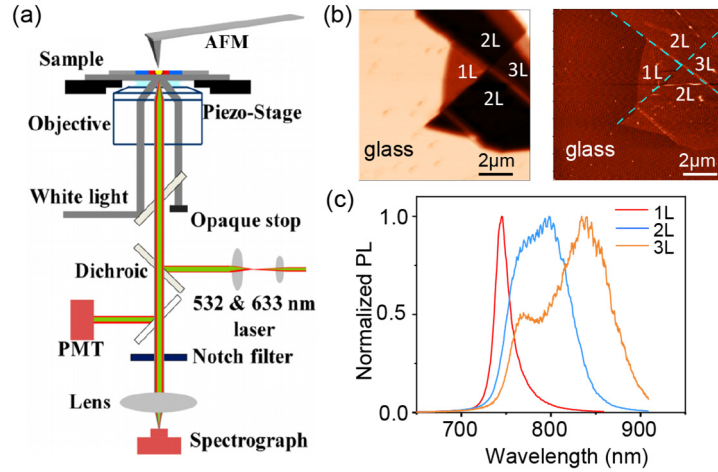 (a)
AFM
Sample
Objective
Piezo-Stage
White light
Opaque stop
Dichroic
532 & 633 nm
laser
PMT
Notch filter
Lens
Spectrograph
(b)
2L
1L
3L
2L
glass
2µm
2L
1L
3L
2L
glass
2µm
(c)
1L
2L
3L
Normalized PL
1.0
0.5
0.0
700
800
900
Wavelength (nm)